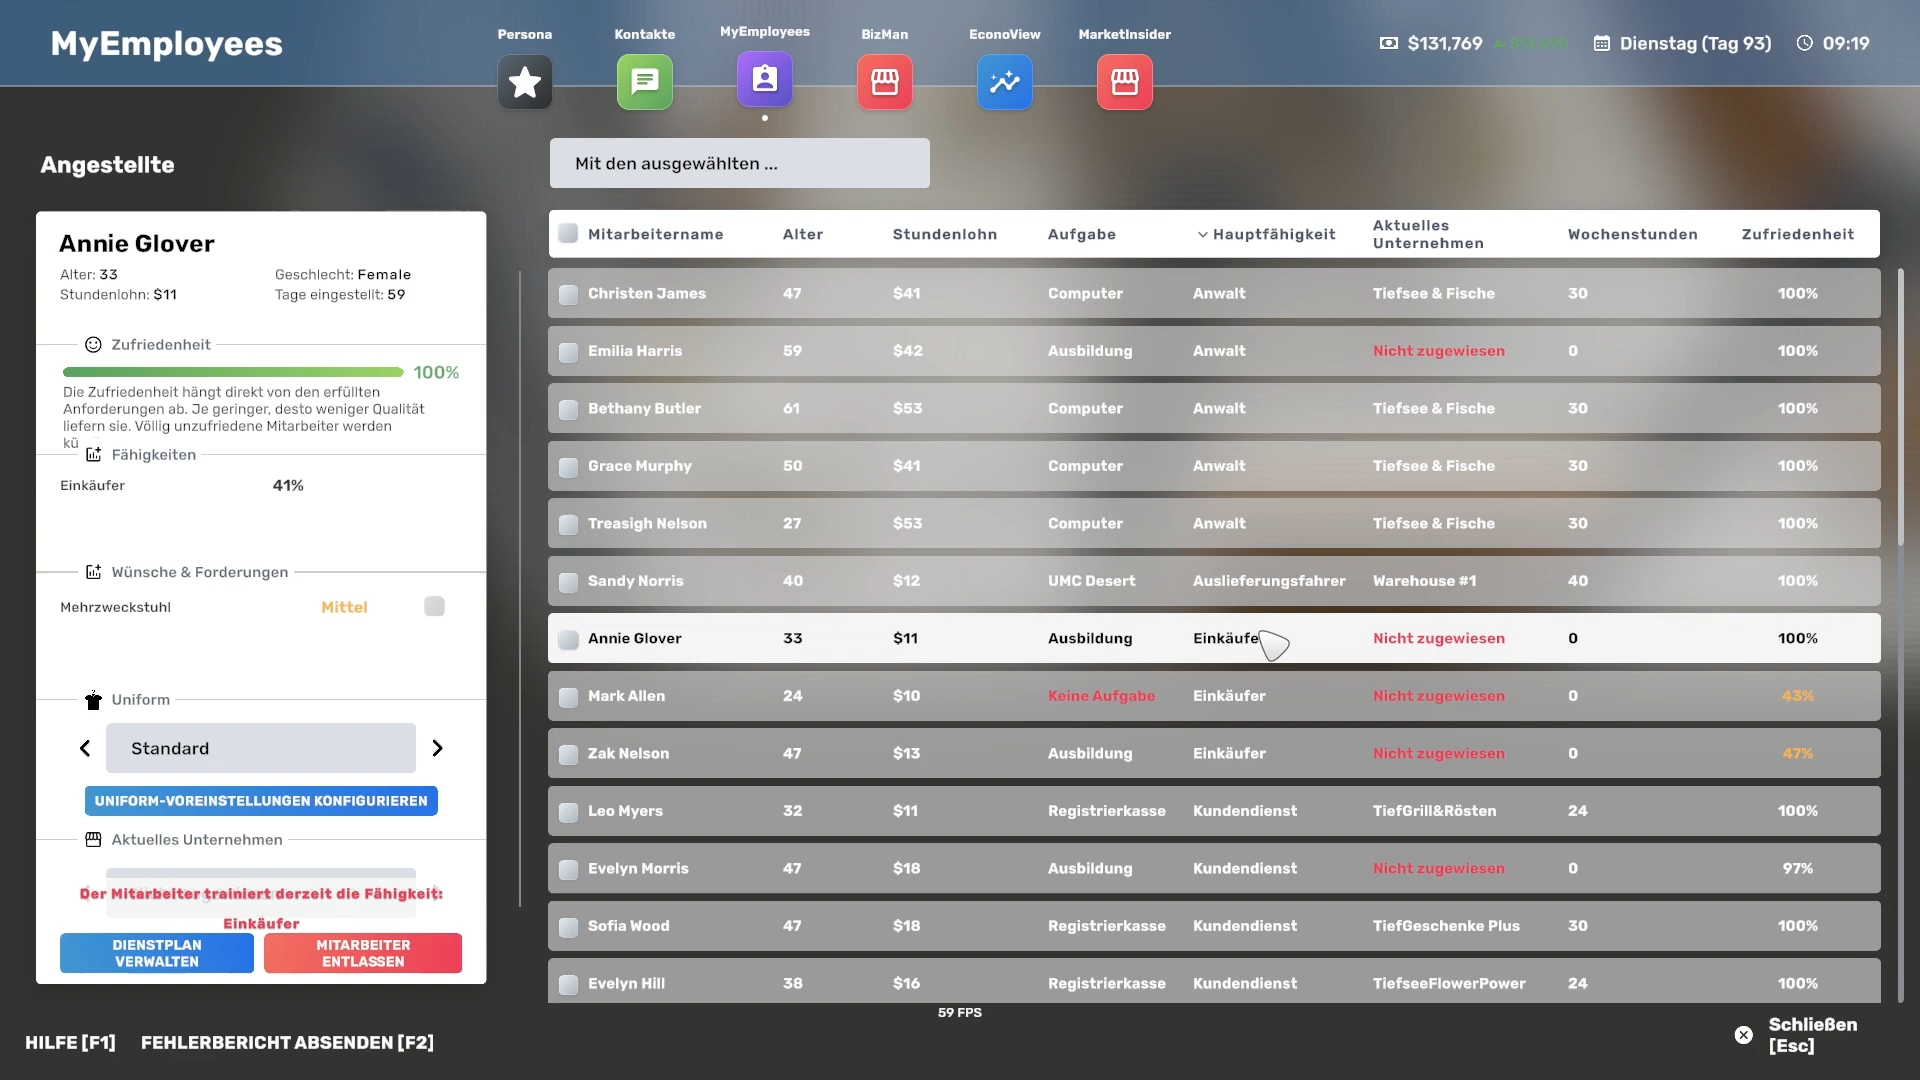 MyEmployees
Persona
Kontakte
MyEmployees
BizMan
EconoView
MarketInsider
$131,769
Dienstag (Tag 93)
09:19
Angestellte
Mit den ausgewählten ...
Annie Glover
Alter: 33
Geschlecht: Female
Stundenlohn: $11
Tage eingestellt: 59
Zufriedenheit
100%
Die Zufriedenheit hängt direkt von den erfüllten
Anforderungen ab. Je geringer, desto weniger Qualität
liefern sie. Völlig unzufriedene Mitarbeiter werden
Fähigkeiten
Einkäufer 41%
Wünsche & Forderungen
Mehrzweckstuhl Mittel
Uniform
Standard
UNIFORM-VOREINSTELLUNGEN KONFIGURIEREN
Aktuelles Unternehmen
Der Mitarbeiter trainiert derzeit die Fähigkeit:
Einkäufer
DIENSTPLAN
VERWALTEN
MITARBEITER
ENTLASSEN
Mitarbeitername Alter Stundenlohn Aufgabe Hauptfähigkeit Aktuelles Unternehmen Wochenstunden Zufriedenheit
Christen James 47 $41 Computer Anwalt Tiefsee & Fische 30 100%
Emilia Harris 59 $42 Ausbildung Anwalt Nicht zugewiesen 0 100%
Bethany Butler 61 $53 Computer Anwalt Tiefsee & Fische 30 100%
Grace Murphy 50 $41 Computer Anwalt Tiefsee & Fische 30 100%
Treasigh Nelson 27 $53 Computer Anwalt Tiefsee & Fische 30 100%
Sandy Norris 40 $12 UMC Desert Auslieferungsfahrer Warehouse #1 40 100%
Annie Glover 33 $11 Ausbildung Einkäufe Nicht zugewiesen 0 100%
Mark Allen 24 $10 Keine Aufgabe Einkäufer Nicht zugewiesen 0 43%
Zak Nelson 47 $13 Ausbildung Einkäufer Nicht zugewiesen 0 47%
Leo Myers 32 $11 Registrierkasse Kundendienst TiefGrill&Rösten 24 100%
Evelyn Morris 47 $18 Ausbildung Kundendienst Nicht zugewiesen 0 97%
Sofia Wood 47 $18 Registrierkasse Kundendienst TiefGeschenke Plus 30 100%
Evelyn Hill 38 $16 Registrierkasse Kundendienst TiefseeFlowerPower 24 100%
59 FPS
HILFE [F1]
FEHLERBERICHT ABSENDEN [F2]
Schließen
[Esc]